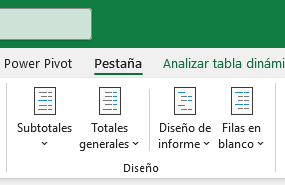 Power Pivot Pestaña Analizar tabla dinámi
Subtotales Totales generales Diseño de informe Filas en blanco
Diseño